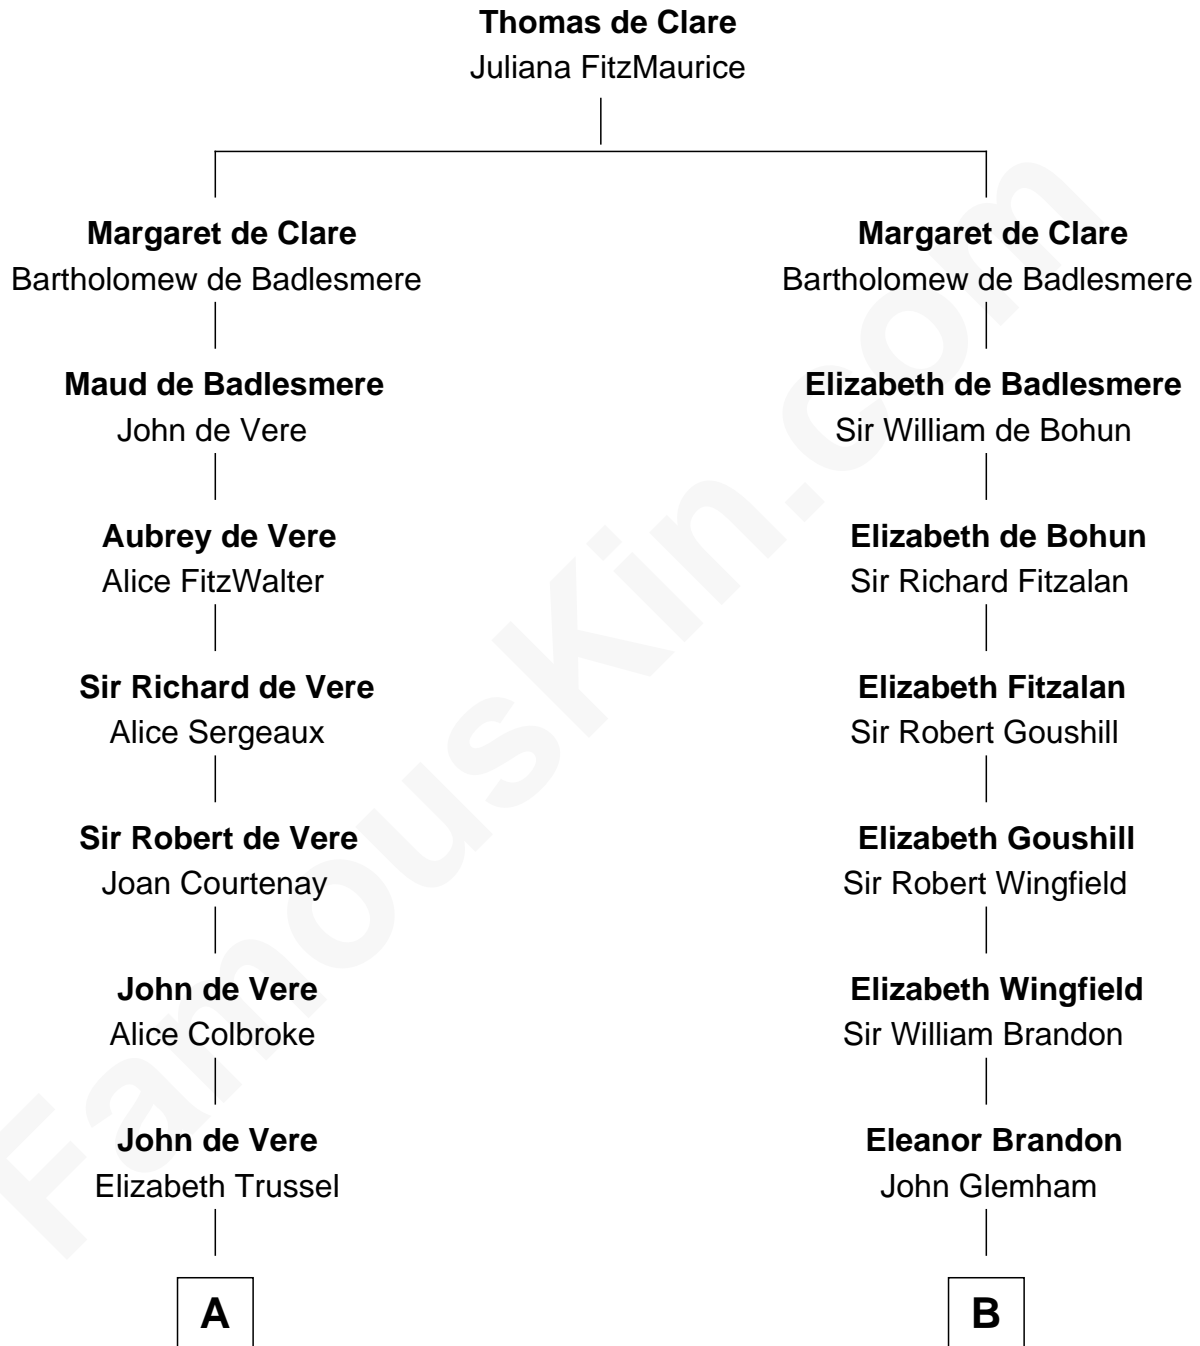 Thomas de Clare
Juliana FitzMaurice
Margaret de Clare
Bartholomew de Badlesmere
Margaret de Clare
Bartholomew de Badlesmere
Maud de Badlesmere
John de Vere
Elizabeth de Badlesmere
Sir William de Bohun
Aubrey de Vere
Alice FitzWalter
Elizabeth de Bohun
Sir Richard Fitzalan
Sir Richard de Vere
Alice Sergeaux
Elizabeth Fitzalan
Sir Robert Goushill
Sir Robert de Vere
Joan Courtenay
Elizabeth Goushill
Sir Robert Wingfield
John de Vere
Alice Colbroke
Elizabeth Wingfield
Sir William Brandon
John de Vere
Elizabeth Trussel
Eleanor Brandon
John Glemham
A
B
FamousKin.com